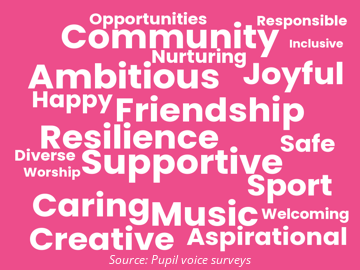 Opportunities
Responsible
Community
Inclusive
Nurturing
Ambitious
Joyful
Happy
Friendship
Resilience
Safe
Diverse
Supportive
Worship
Sport
Caring
Music
Welcoming
Creative
Aspirational
Source: Pupil voice surveys